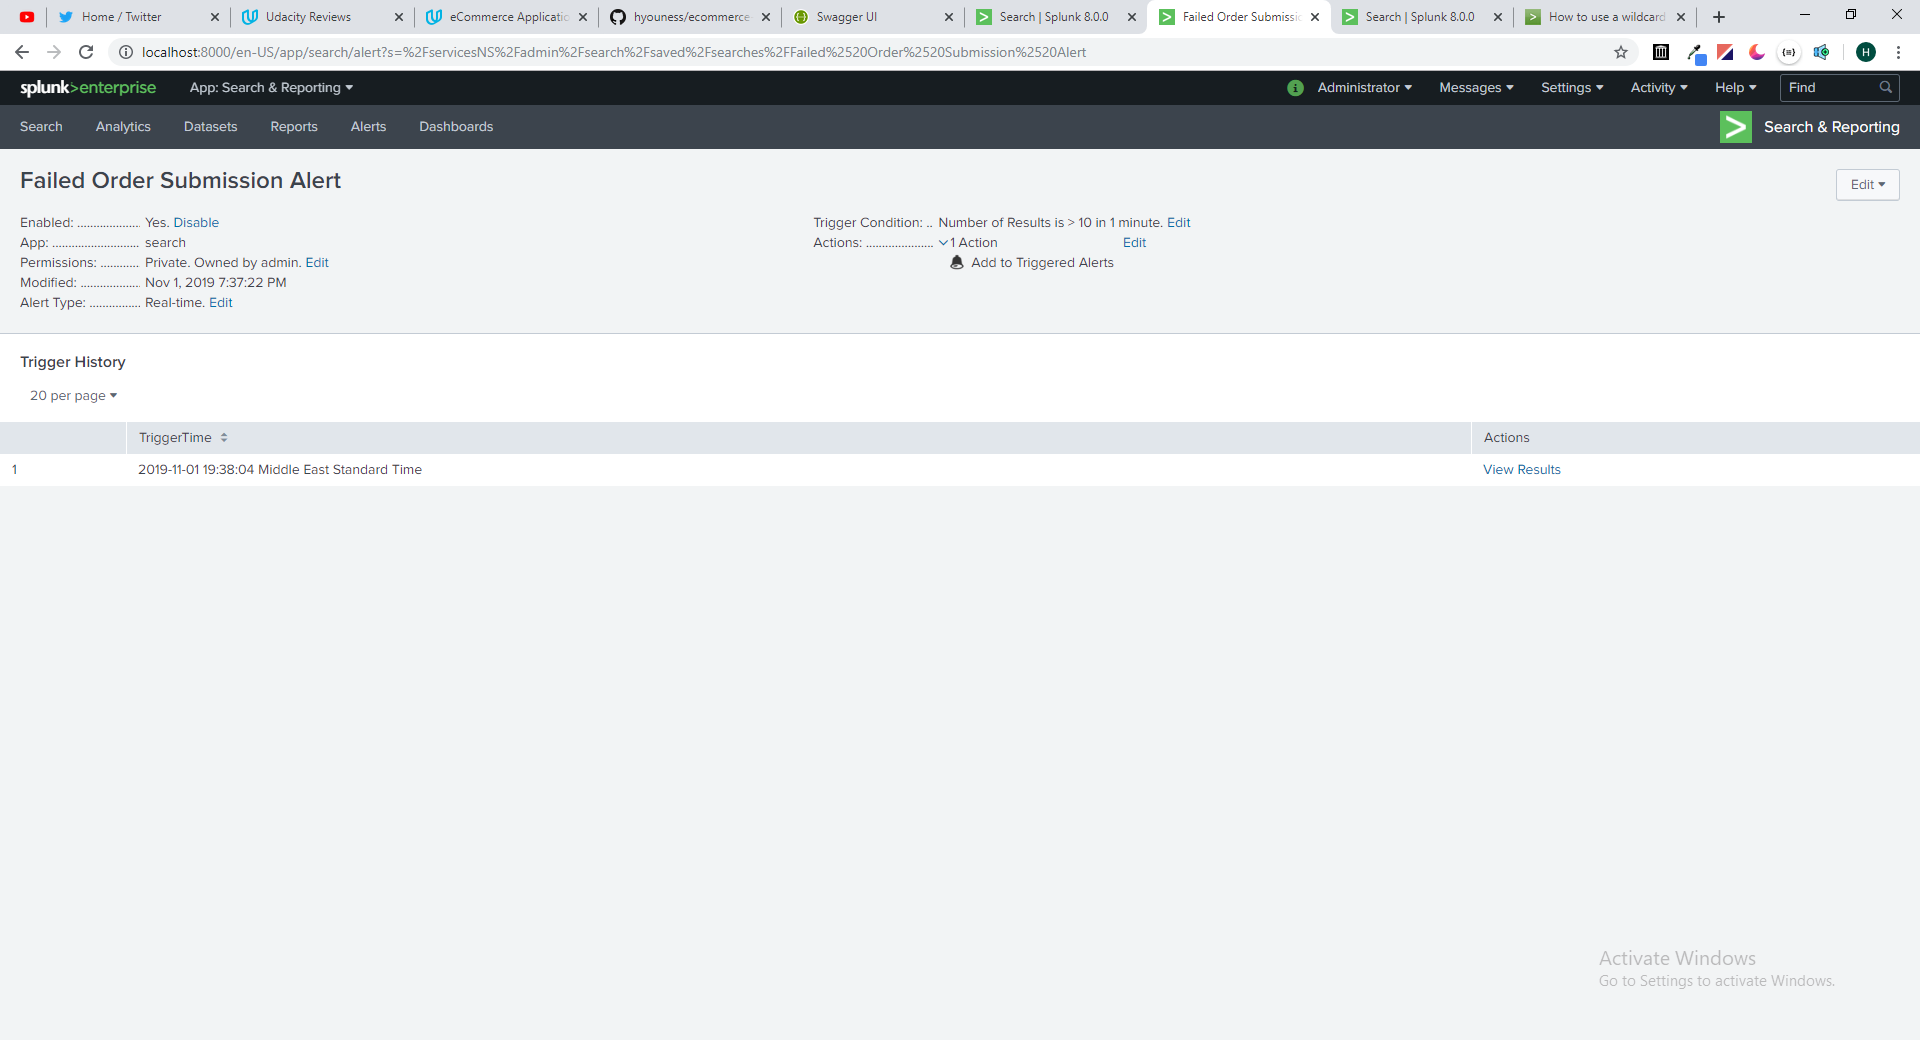 Home / Twitter
Udacity Reviews
eCommerce Applicatio
hyouness/ecommerce
Swagger UI
Search | Splunk 8.0.0
Failed Order Submissi
Search | Splunk 8.0.0
How to use a wildcard
localhost:8000/en-US/app/search/alert?s=%2FservicesNS%2Fadmin%2Fsearch%2Fsaved%2Fsearches%2FFailed%2520Order%2520Submission%2520Alert
H
splunk>enterprise
App: Search & Reporting
Administrator
Messages
Settings
Activity
Help
Find
Search
Analytics
Datasets
Reports
Alerts
Dashboards
Search & Reporting
Failed Order Submission Alert
Edit
Enabled: .................... Yes. Disable
App: ........................... search
Permissions: ............ Private. Owned by admin. Edit
Modified: ................... Nov 1, 2019 7:37:22 PM
Alert Type: ................ Real-time. Edit
Trigger Condition: .. Number of Results is > 10 in 1 minute. Edit
Actions: ..................... 1 Action Edit
Add to Triggered Alerts
Trigger History
20 per page
TriggerTime
Actions
1
2019-11-01 19:38:04 Middle East Standard Time
View Results
Activate Windows
Go to Settings to activate Windows.